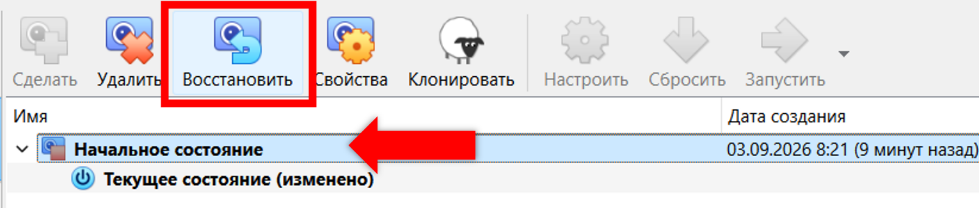 Сделать Удалить Восстановить Свойства Клонировать Настроить Сбросить Запустить
Имя Дата создания
Начальное состояние 03.09.2026 8:21 (9 минут назад)
Текущее состояние (изменено)